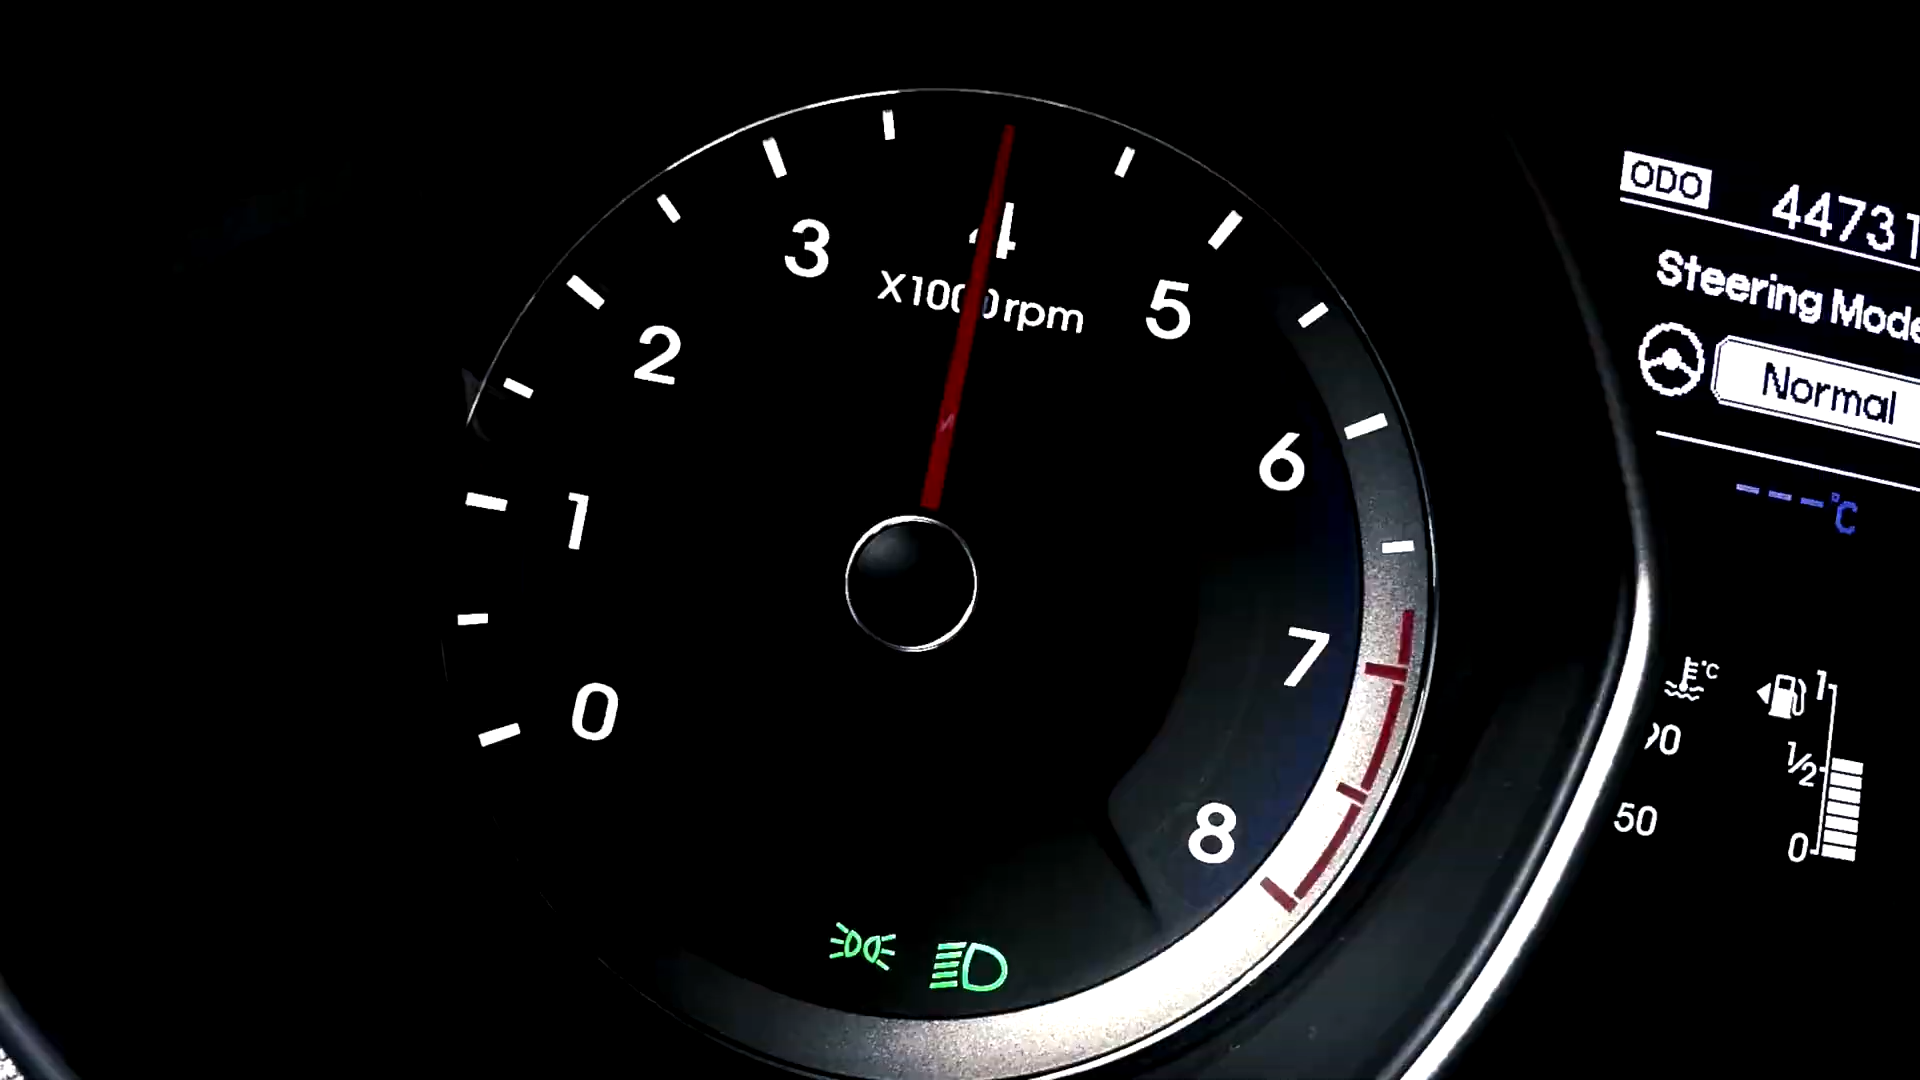 0
1
2
3
4
5
6
7
8
X1000rpm
ODO 44731
Steering Mode
Normal
---°C
°C
1
1/2
0
50